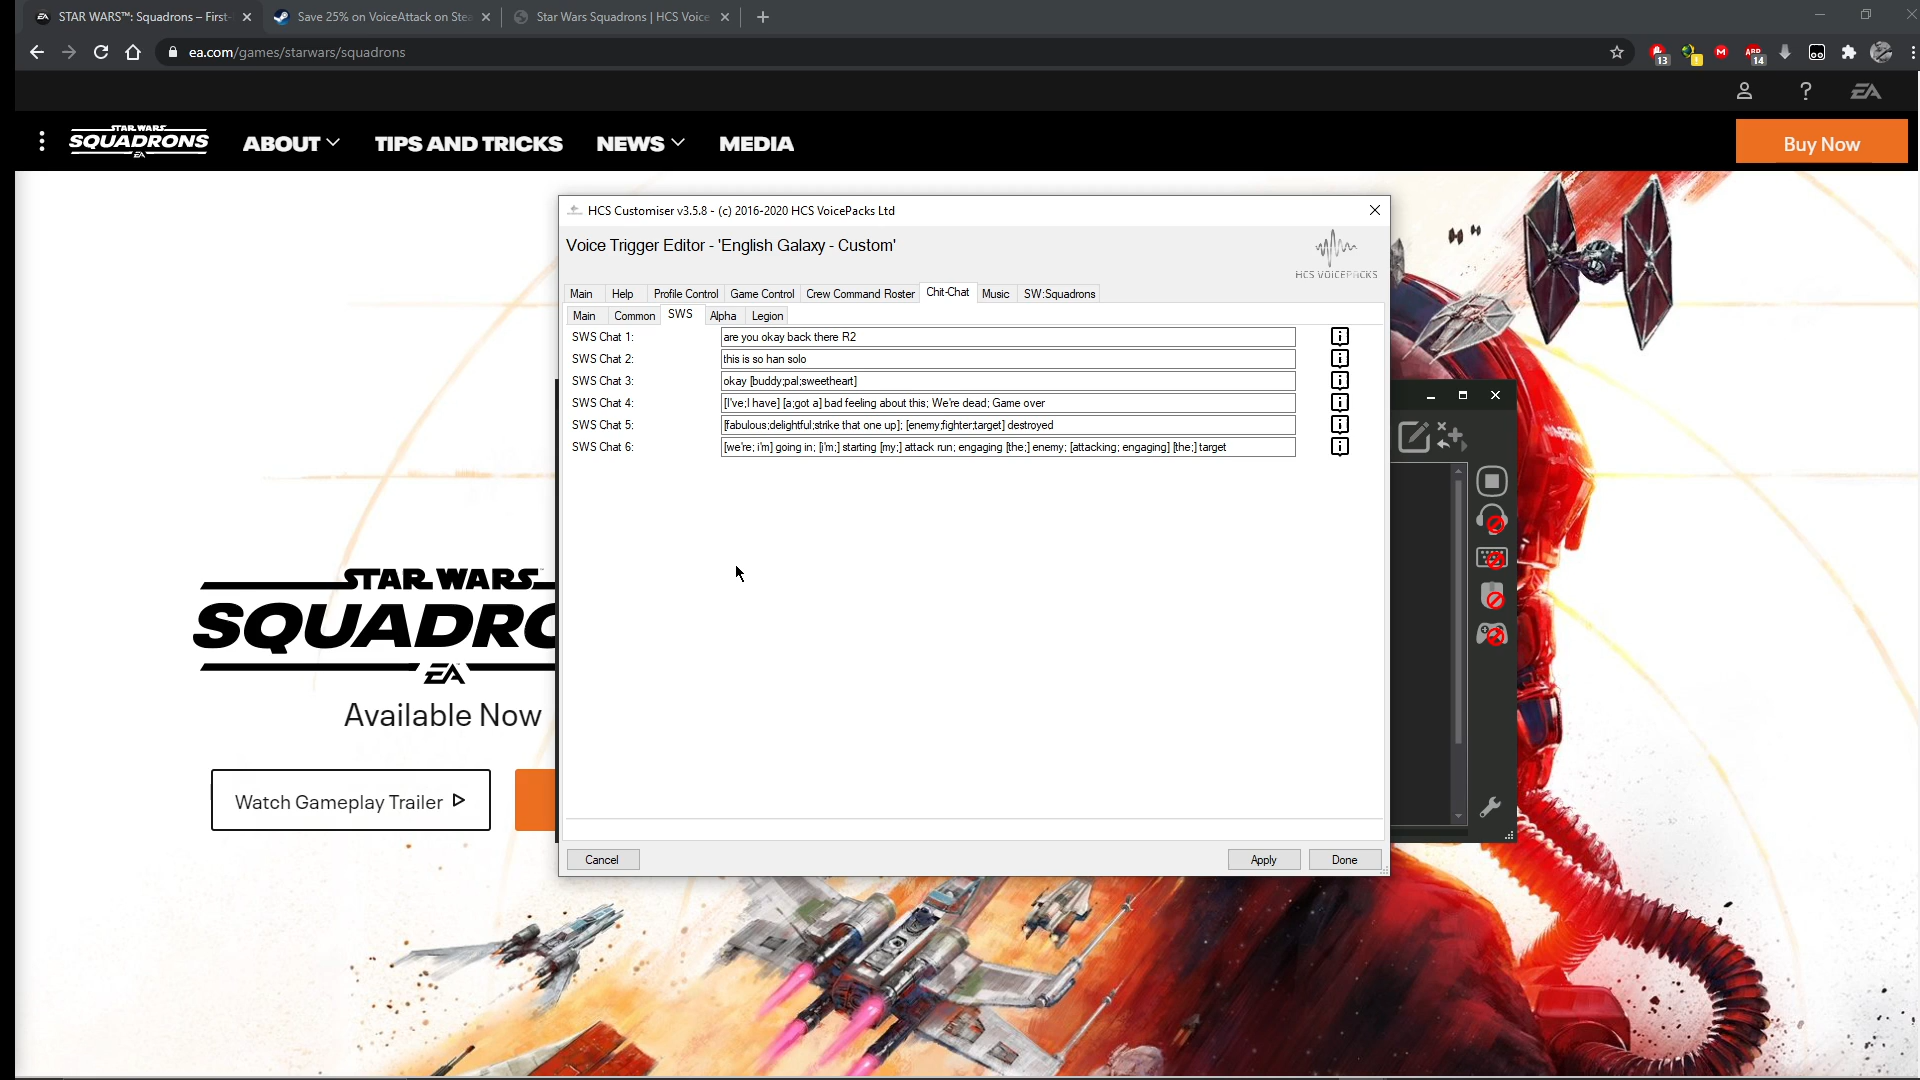 STAR WARS™: Squadrons – First-
Save 25% on VoiceAttack on Stea
Star Wars Squadrons | HCS Voice
ea.com/games/starwars/squadrons
13
14
STAR WARS
SQUADRONS
EA
ABOUT
TIPS AND TRICKS
NEWS
MEDIA
?
EA
Buy Now
HCS Customiser v3.5.8 - (c) 2016-2020 HCS VoicePacks Ltd
Voice Trigger Editor - 'English Galaxy - Custom'
HCS VOICEPACKS
Main Help Profile Control Game Control Crew Command Roster Chit-Chat Music SW:Squadrons
Main Common SWS Alpha Legion
SWS Chat 1: are you okay back there R2
SWS Chat 2: this is so han solo
SWS Chat 3: okay [buddy;pal;sweetheart]
SWS Chat 4: [I've;I have] [a;got a] bad feeling about this; We're dead; Game over
SWS Chat 5: [fabulous;delightful;strike that one up]; [enemy;fighter;target] destroyed
SWS Chat 6: [we're; i'm] going in; [i'm;] starting [my;] attack run; engaging [the;] enemy; [attacking; engaging] [the;] target
STAR WARS
SQUADRO
EA
Available Now
Watch Gameplay Trailer
Cancel
Apply
Done